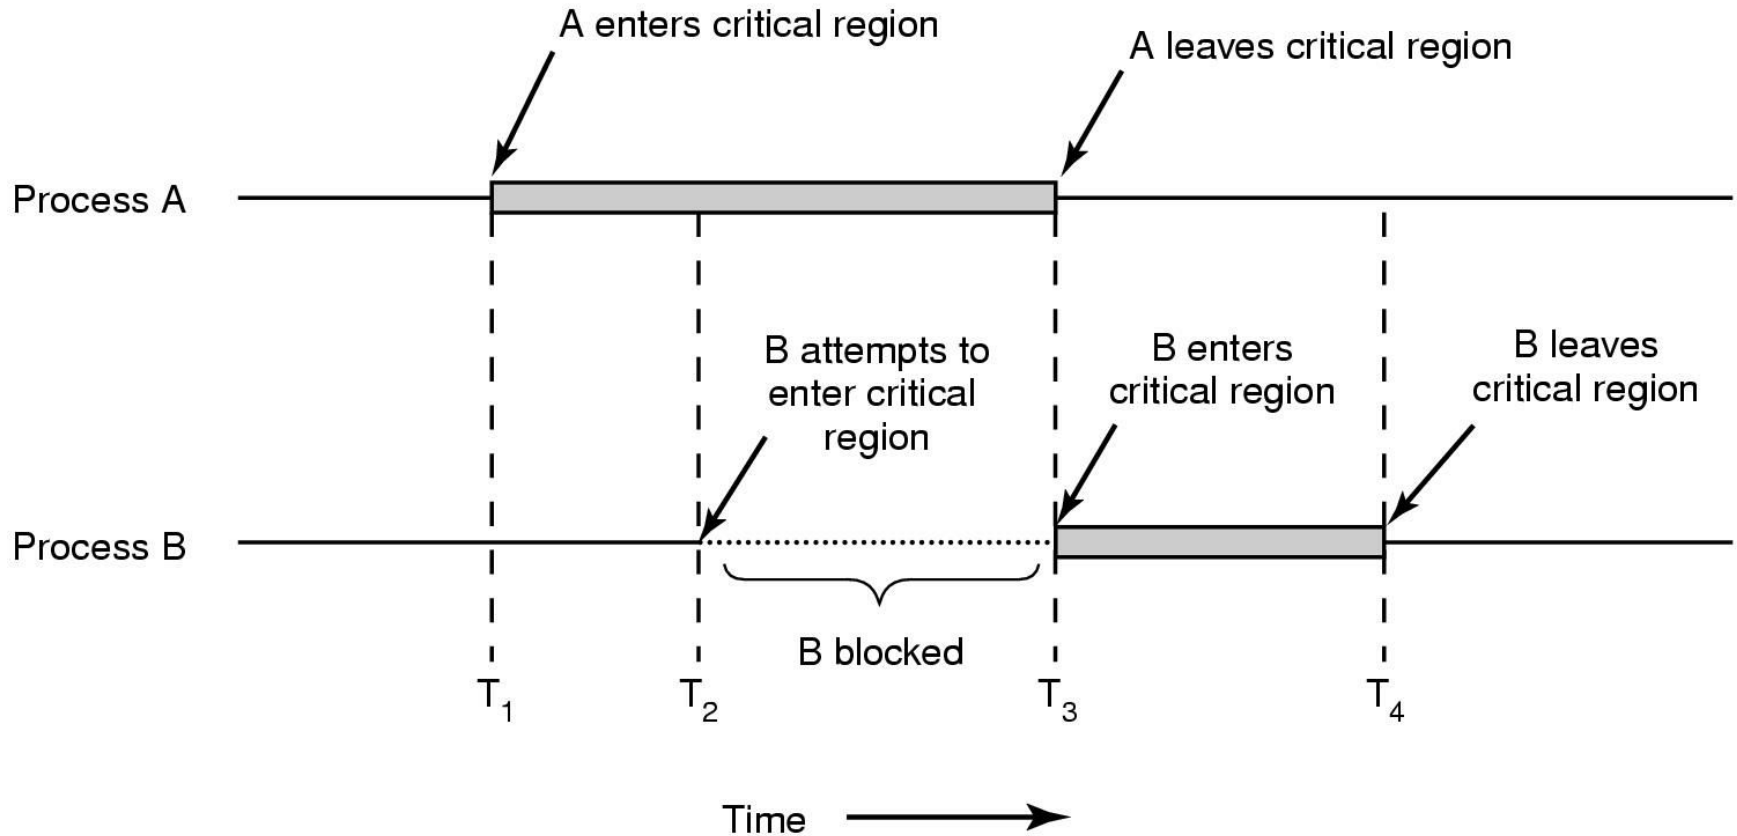 A enters critical region
A leaves critical region
Process A
B attempts to
enter critical
region
B enters
critical region
B leaves
critical region
Process B
B blocked
T1
T2
T3
T4
Time